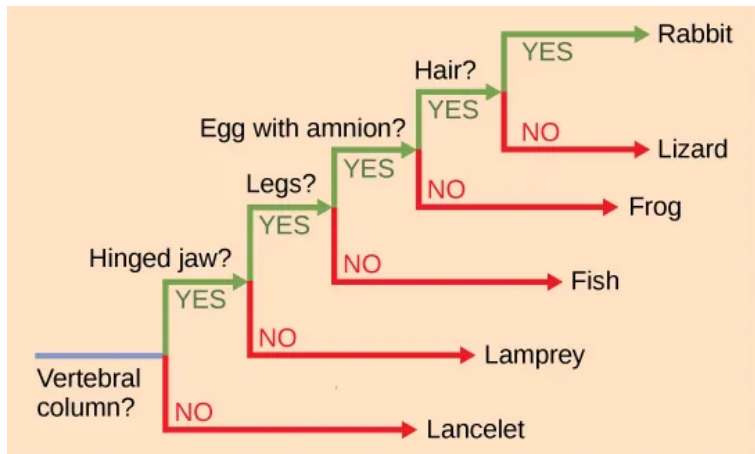 Rabbit
YES
Hair?
YES
NO
Lizard
Egg with amnion?
YES
NO
Frog
Legs?
YES
NO
Fish
Hinged jaw?
YES
NO
Lamprey
Vertebral
column?
NO
Lancelet